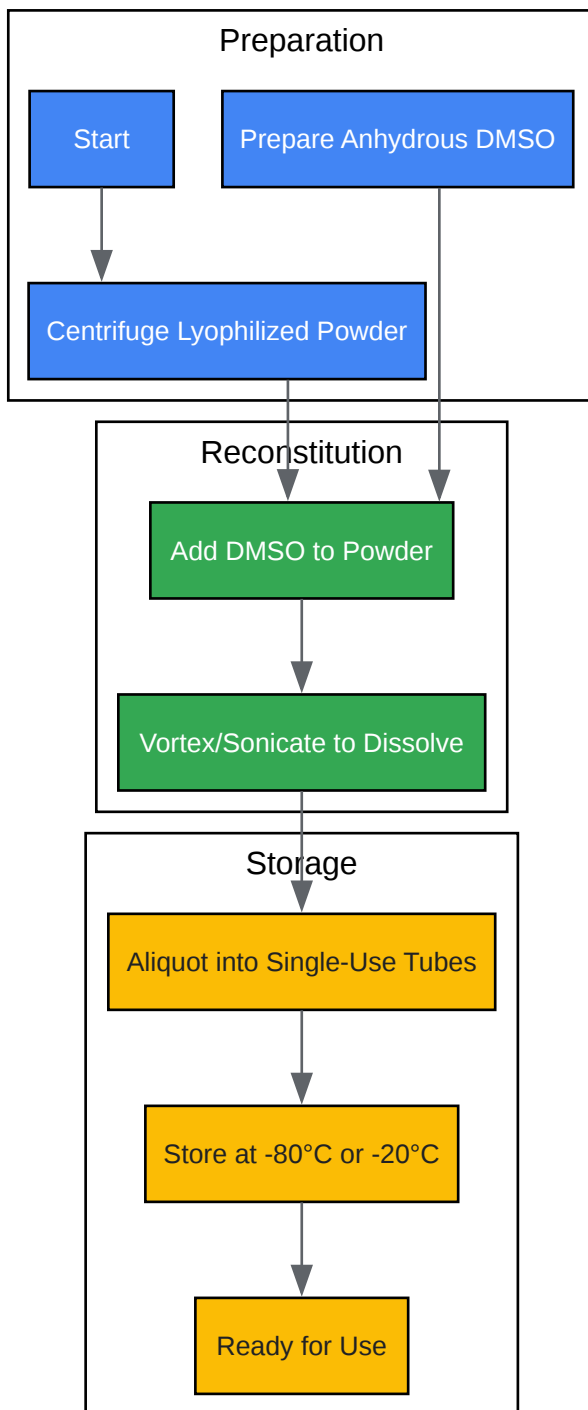 Preparation
Start
Prepare Anhydrous DMSO
Centrifuge Lyophilized Powder
Reconstitution
Add DMSO to Powder
Vortex/Sonicate to Dissolve
Storage
Aliquot into Single-Use Tubes
Store at -80°C or -20°C
Ready for Use